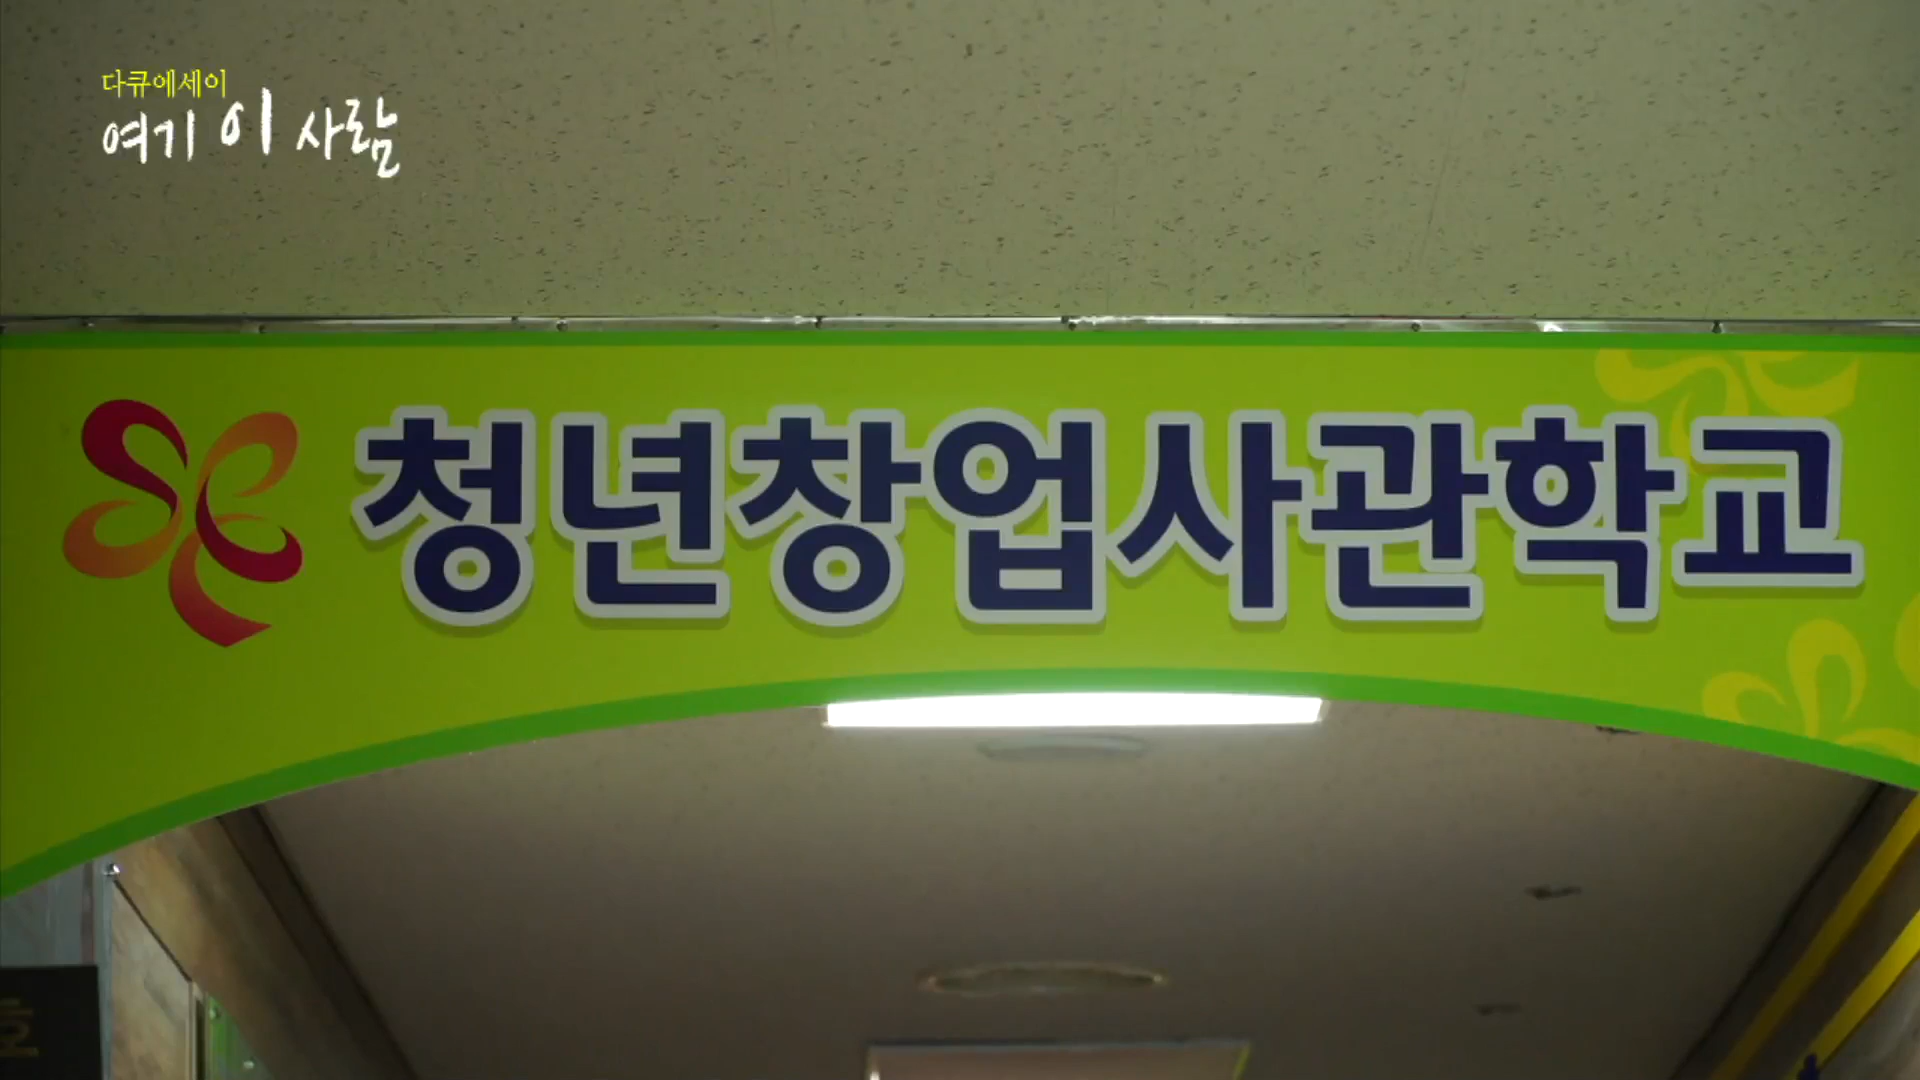 다큐에세이
여기 이 사람
청년창업사관학교